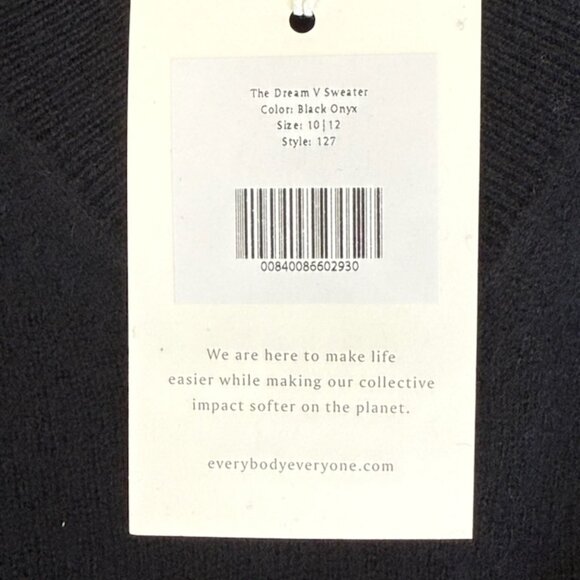 The Dream V Sweater
Color: Black Onyx
Size: 10|12
Style: 127
00840086602930
We are here to make life
easier while making our collective
impact softer on the planet.
everybodyeveryone.com